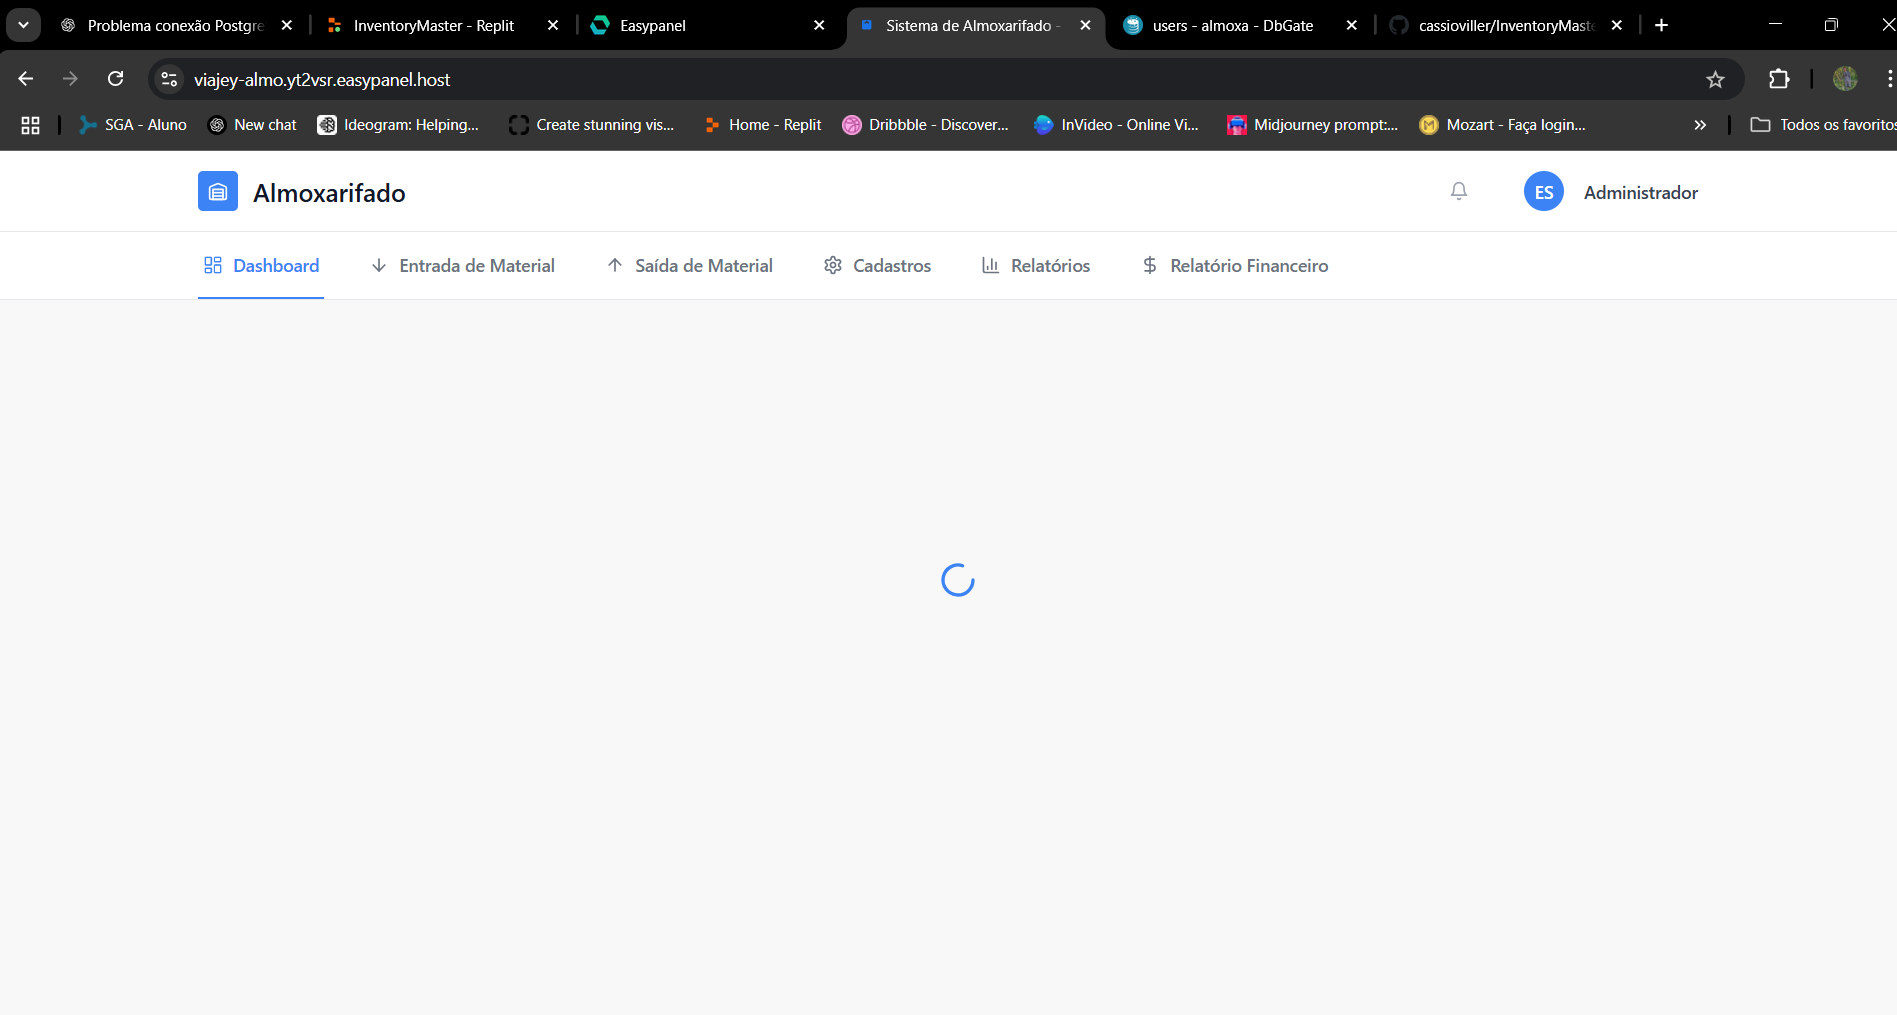 Problema conexão Postgre
InventoryMaster - Replit
Easypanel
Sistema de Almoxarifado -
users - almoxa - DbGate
cassioviller/InventoryMaste
viajey-almo.yt2vsr.easypanel.host
SGA - Aluno
New chat
Ideogram: Helping...
Create stunning vis...
Home - Replit
Dribbble - Discover...
InVideo - Online Vi...
Midjourney prompt:...
Mozart - Faça login...
Todos os favoritos
Almoxarifado
ES
Administrador
Dashboard
Entrada de Material
Saída de Material
Cadastros
Relatórios
Relatório Financeiro